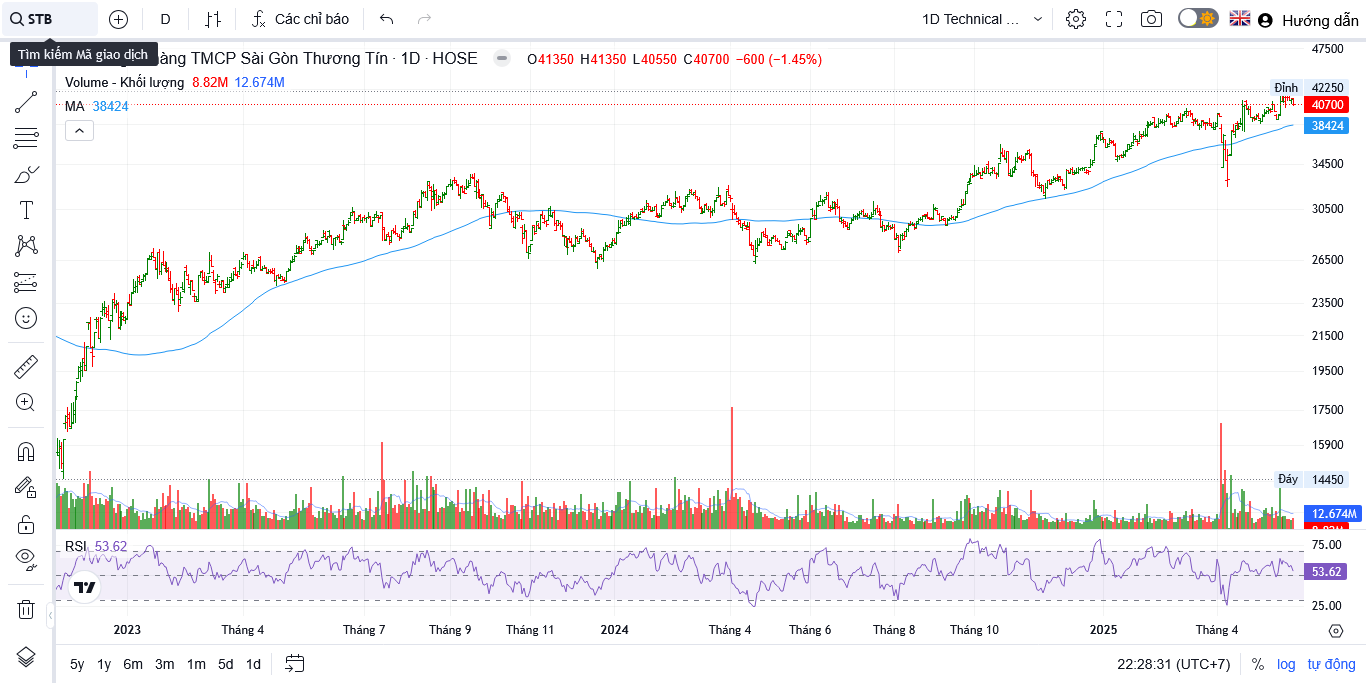 STB
D
Các chỉ báo
1D Technical ...
Hướng dẫn
Tìm kiếm Mã giao dịch
àng TMCP Sài Gòn Thương Tín · 1D · HOSE
O41350 H41350 L40550 C40700 −600 (−1.45%)
Volume - Khối lượng 8.82M 12.674M
MA 38424
47500
Đỉnh 42250
40700
38424
34500
30500
26500
23500
21500
19500
17500
15900
Đáy 14450
12.674M
RSI 53.62
75.00
53.62
25.00
2023 Tháng 4 Tháng 7 Tháng 9 Tháng 11 2024 Tháng 4 Tháng 6 Tháng 8 Tháng 10 2025 Tháng 4
5y 1y 6m 3m 1m 5d 1d
22:28:31 (UTC+7) % log tự động